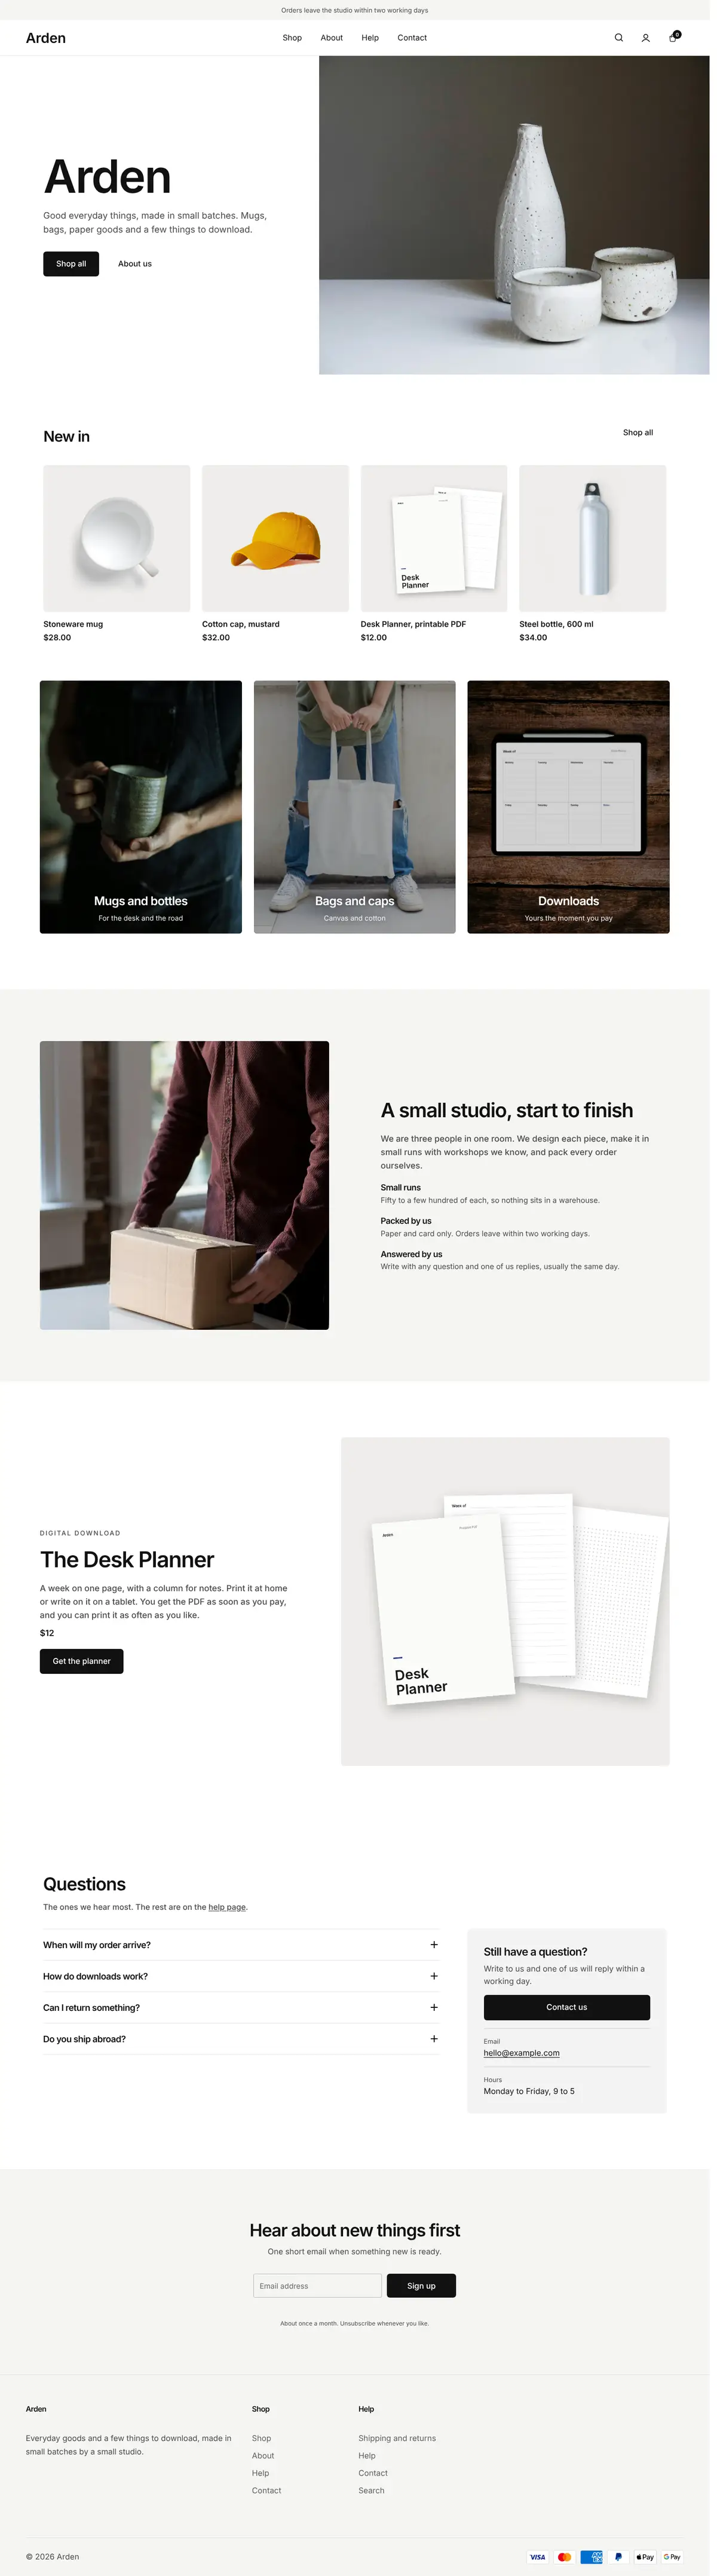 Orders leave the studio within two working days
Arden
Shop
About
Help
Contact
0
Arden
Good everyday things, made in small batches. Mugs,
bags, paper goods and a few things to download.
Shop all
About us
New in
Shop all
Desk
Planner
Stoneware mug
$28.00
Cotton cap, mustard
$32.00
Desk Planner, printable PDF
$12.00
Steel bottle, 600 ml
$34.00
Week of
Mugs and bottles
For the desk and the road
Bags and caps
Canvas and cotton
Downloads
Yours the moment you pay
A small studio, start to finish
We are three people in one room. We design each piece, make it in
small runs with workshops we know, and pack every order
ourselves.
Small runs
Fifty to a few hundred of each, so nothing sits in a warehouse.
Packed by us
Paper and card only. Orders leave within two working days.
Answered by us
Write with any question and one of us replies, usually the same day.
DIGITAL DOWNLOAD
The Desk Planner
A week on one page, with a column for notes. Print it at home
or write on it on a tablet. You get the PDF as soon as you pay,
and you can print it as often as you like.
$12
Get the planner
Week of
Arden
Desk
Planner
Questions
The ones we hear most. The rest are on the help page.
When will my order arrive?
How do downloads work?
Can I return something?
Do you ship abroad?
Still have a question?
Write to us and one of us will reply within a
working day.
Contact us
Email
hello@example.com
Hours
Monday to Friday, 9 to 5
Hear about new things first
One short email when something new is ready.
Email address
Sign up
About once a month. Unsubscribe whenever you like.
Arden
Everyday goods and a few things to download, made in
small batches by a small studio.
Shop
Shop
About
Help
Contact
Help
Shipping and returns
Help
Contact
Search
© 2026 Arden
VISA
AMEX
Pay
G Pay